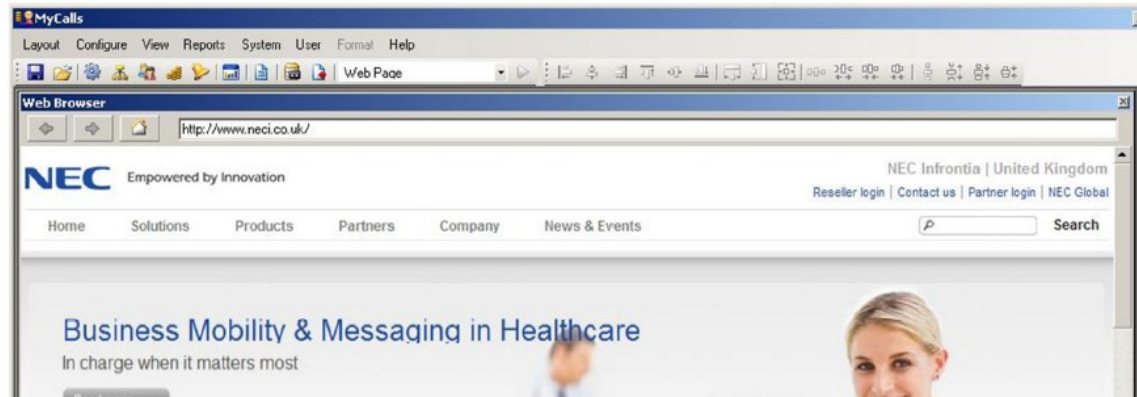 MyCalls
Layout Configure View Reports System User Format Help
Web Page
Web Browser
http://www.neci.co.uk/
NEC Empowered by Innovation
NEC Infrontia | United Kingdom
Reseller login | Contact us | Partner login | NEC Global
Home Solutions Products Partners Company News & Events Search
Business Mobility & Messaging in Healthcare
In charge when it matters most